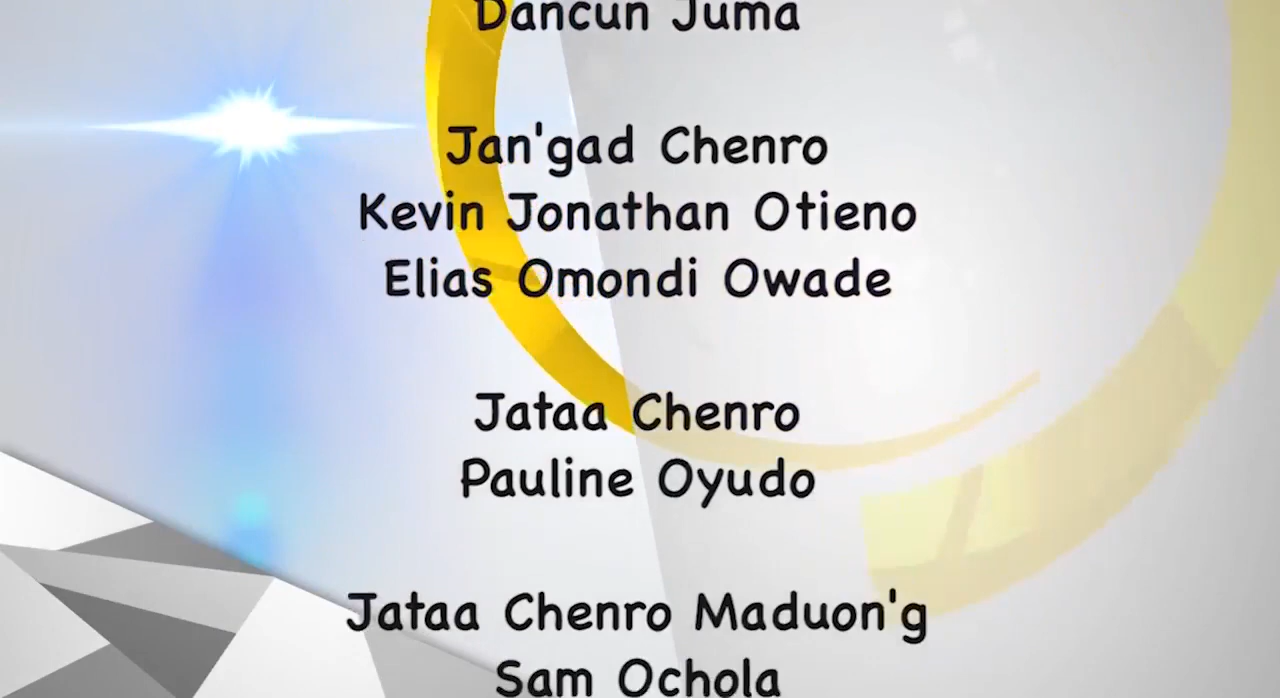 Dancun Juma
Jan'gad Chenro
Kevin Jonathan Otieno
Elias Omondi Owade
Jataa Chenro
Pauline Oyudo
Jataa Chenro Maduon'g
Sam Ochola